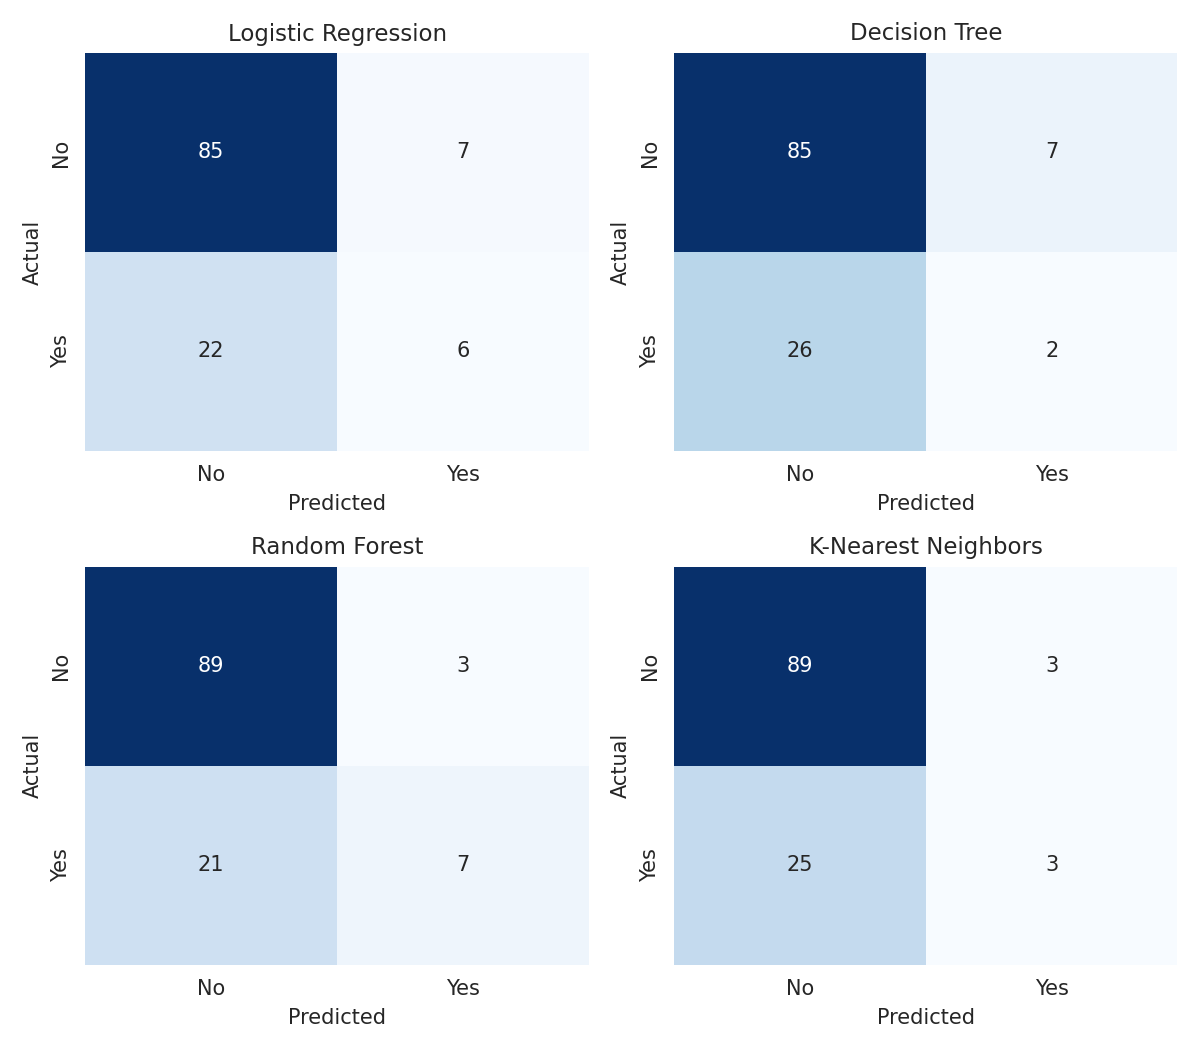 Logistic Regression
No
85
7
Actual
Yes
22
6
No
Yes
Predicted
Decision Tree
No
85
7
Actual
Yes
26
2
No
Yes
Predicted
Random Forest
No
89
3
Actual
Yes
21
7
No
Yes
Predicted
K-Nearest Neighbors
No
89
3
Actual
Yes
25
3
No
Yes
Predicted